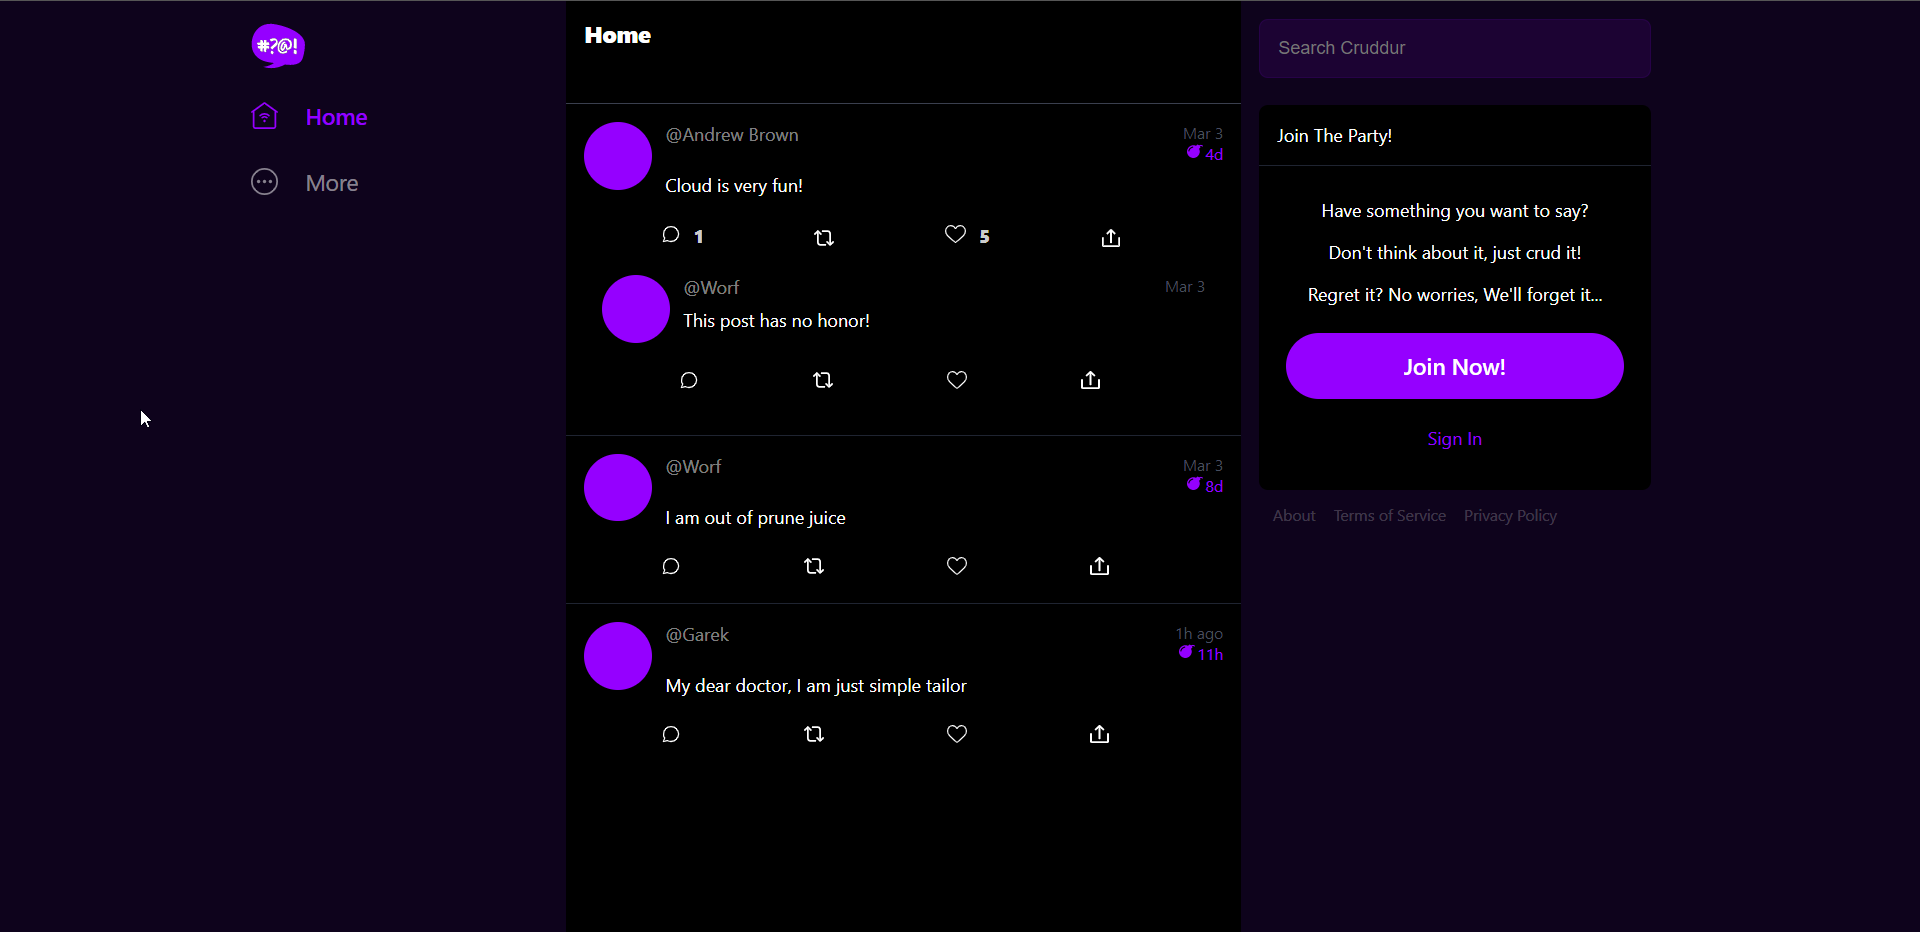 #?@!
Home
More
Home
@Andrew Brown
Mar 3
4d
Cloud is very fun!
1
5
@Worf
Mar 3
This post has no honor!
@Worf
Mar 3
8d
I am out of prune juice
@Garek
1h ago
11h
My dear doctor, I am just simple tailor
Search Cruddur
Join The Party!
Have something you want to say?
Don't think about it, just crud it!
Regret it? No worries, We'll forget it...
Join Now!
Sign In
About Terms of Service Privacy Policy